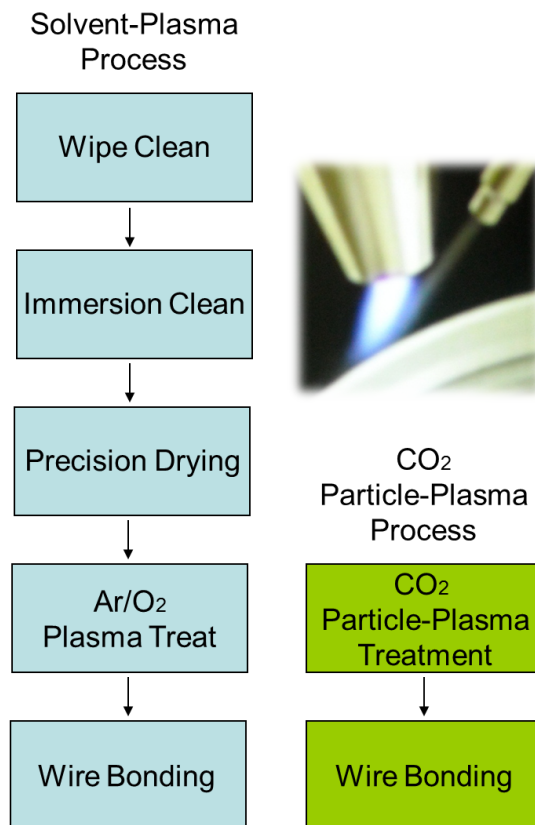 Solvent-Plasma
Process
Wipe Clean
Immersion Clean
Precision Drying
Ar/O₂
Plasma Treat
Wire Bonding
CO₂
Particle-Plasma
Process
CO₂
Particle-Plasma
Treatment
Wire Bonding